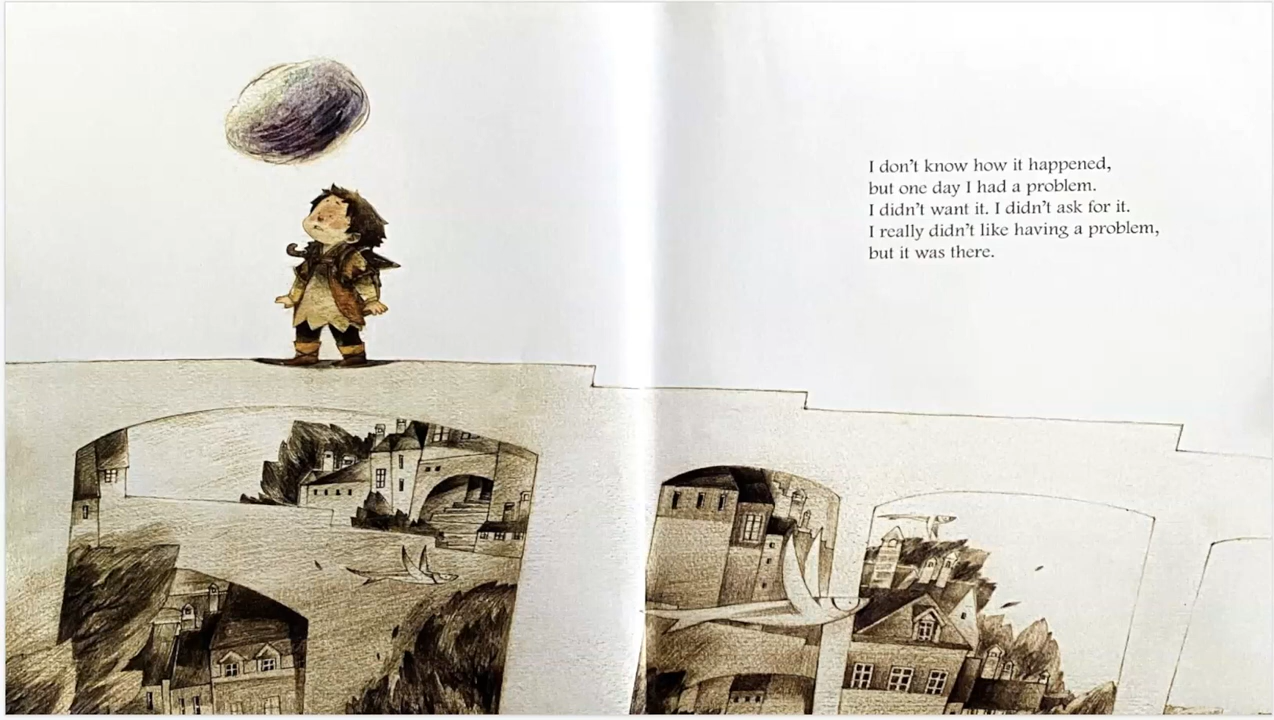 I don't know how it happened,
but one day I had a problem.
I didn't want it. I didn't ask for it.
I really didn't like having a problem,
but it was there.